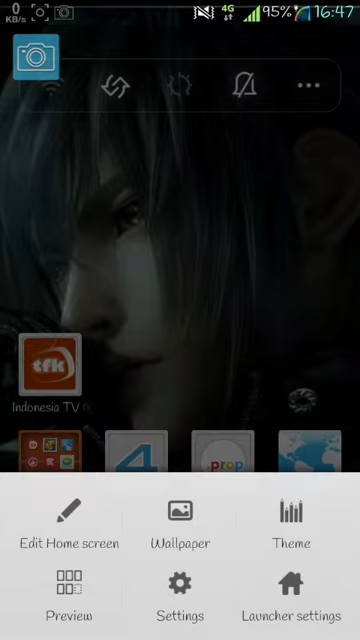 0
KB/s
4G
95%
16:47
tfk
Indonesia TV
4
.prop
Edit Home screen
Wallpaper
Theme
Preview
Settings
Launcher settings